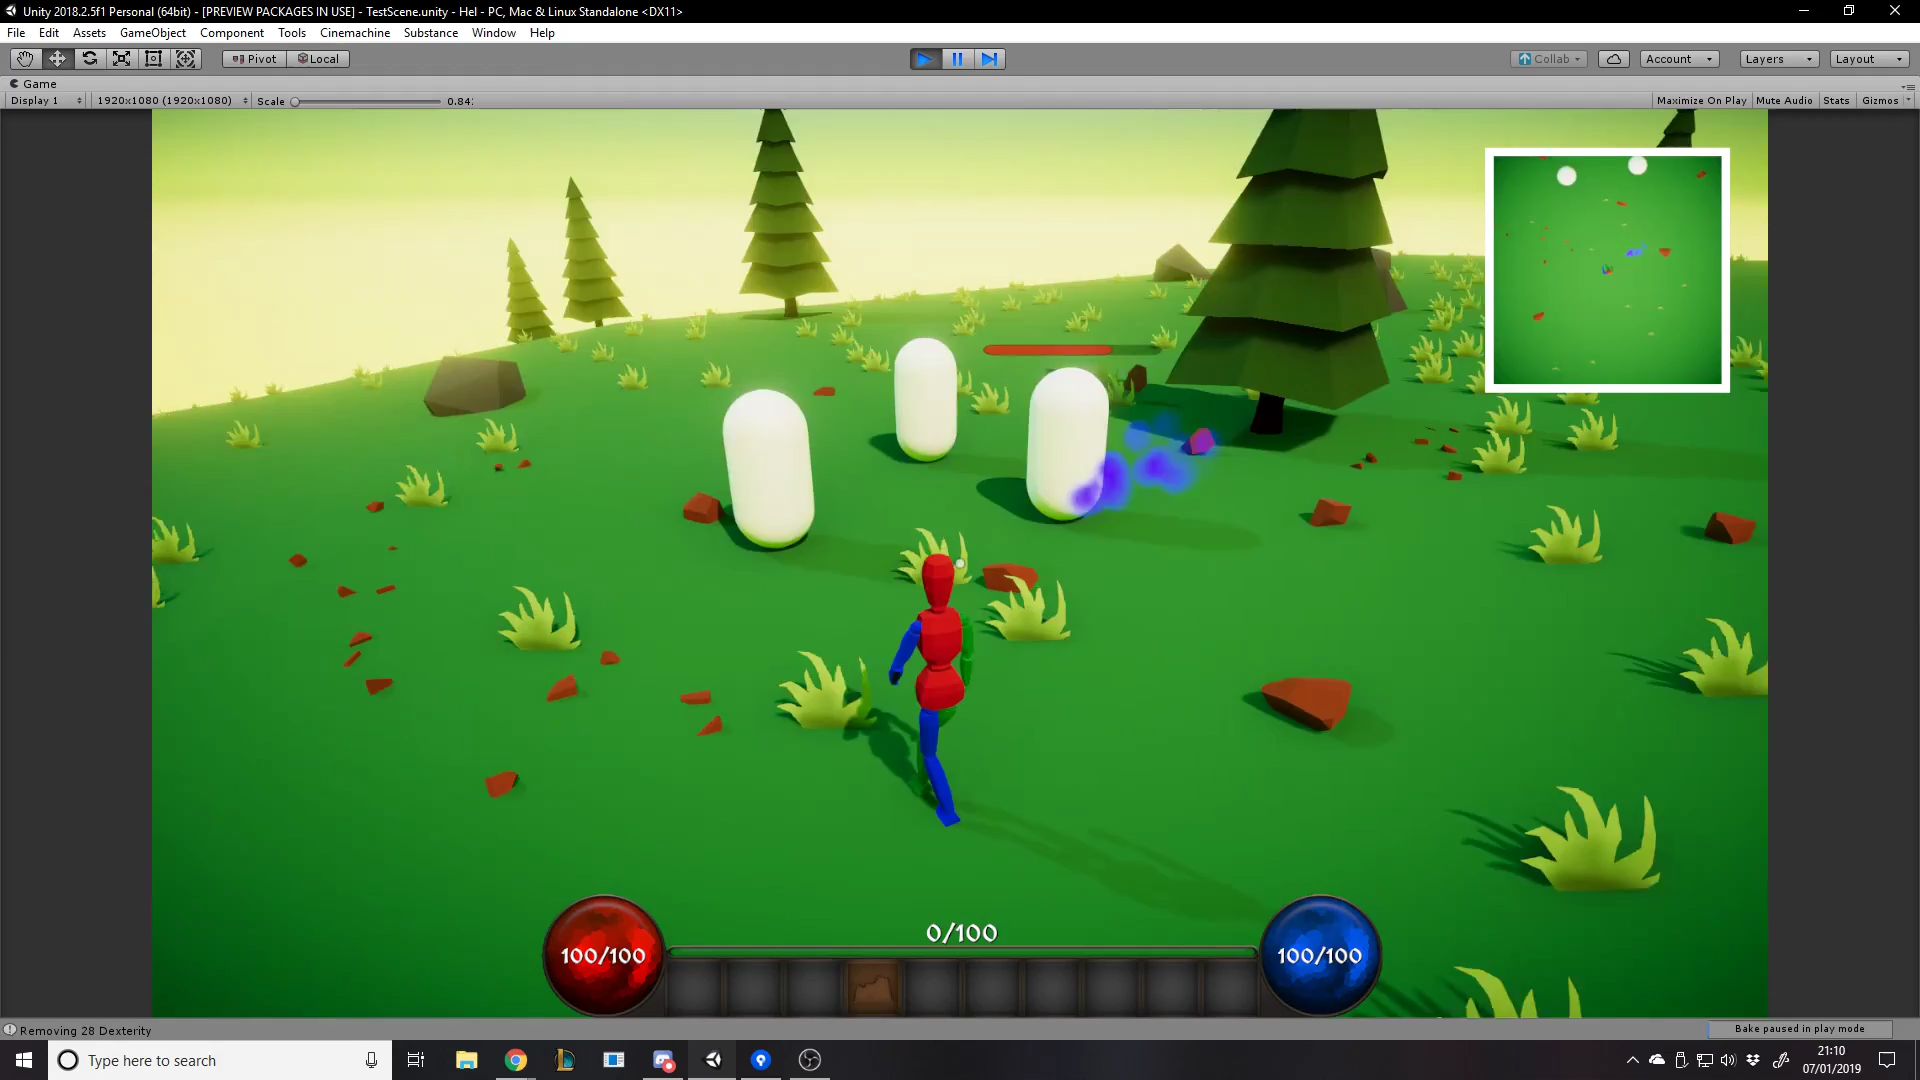 Unity 2018.2.5f1 Personal (64bit) - [PREVIEW PACKAGES IN USE] - TestScene.unity - Hel - PC, Mac & Linux Standalone <DX11>
File Edit Assets GameObject Component Tools Cinemachine Substance Window Help
Pivot Local Collab Account Layers Layout
Game
Display 1 1920x1080 (1920x1080) Scale 0.84 Maximize On Play Mute Audio Stats Gizmos
0/100
100/100 100/100
Removing 28 Dexterity Bake paused in play mode
Type here to search
21:10
07/01/2019